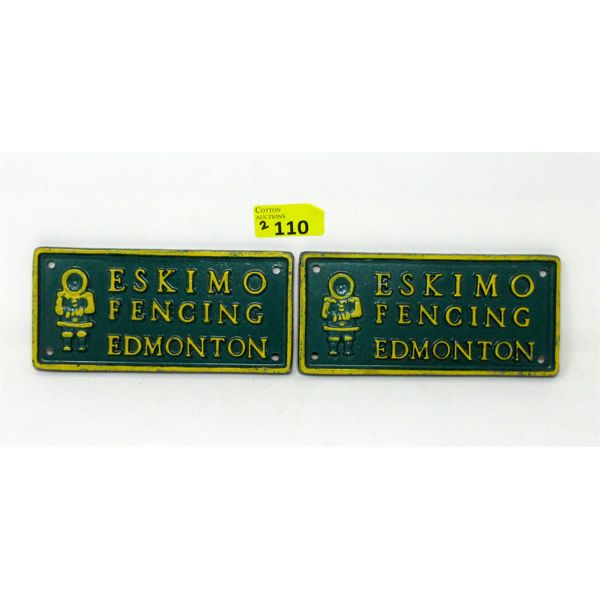 COTTON
AUCTIONS
2 110
ESKIMO
FENCING
EDMONTON
ESKIMO
FENCING
EDMONTON